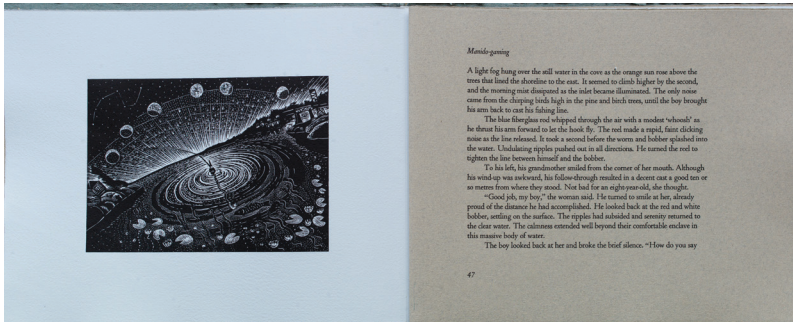 Manido-gaming
A light fog hung over the still water in the cove as the orange sun rose above the
trees that lined the shoreline to the east. It seemed to climb higher by the second,
and the morning mist dissipated as the inlet became illuminated. The only noise
came from the chirping birds high in the pine and birch trees, until the boy brought
his arm back to cast his fishing line.
The blue fiberglass rod whipped through the air with a modest ‘whoosh’ as
he thrust his arm forward to let the hook fly. The reel made a rapid, faint clicking
noise as the line released. It took a second before the worm and bobber splashed into
the water. Undulating ripples pushed out in all directions. He turned the reel to
tighten the line between himself and the bobber.
To his left, his grandmother smiled from the corner of her mouth. Although
his wind-up was awkward, his follow-through resulted in a decent cast a good ten or
so metres from where they stood. Not bad for an eight-year-old, she thought.
“Good job, my boy,” the woman said. He turned to smile at her, already
proud of the distance he had accomplished. He looked back at the red and white
bobber, settling on the surface. The ripples had subsided and serenity returned to
the clear water. The calmness extended well beyond their comfortable enclave in
this massive body of water.
The boy looked back at her and broke the brief silence. “How do you say
47